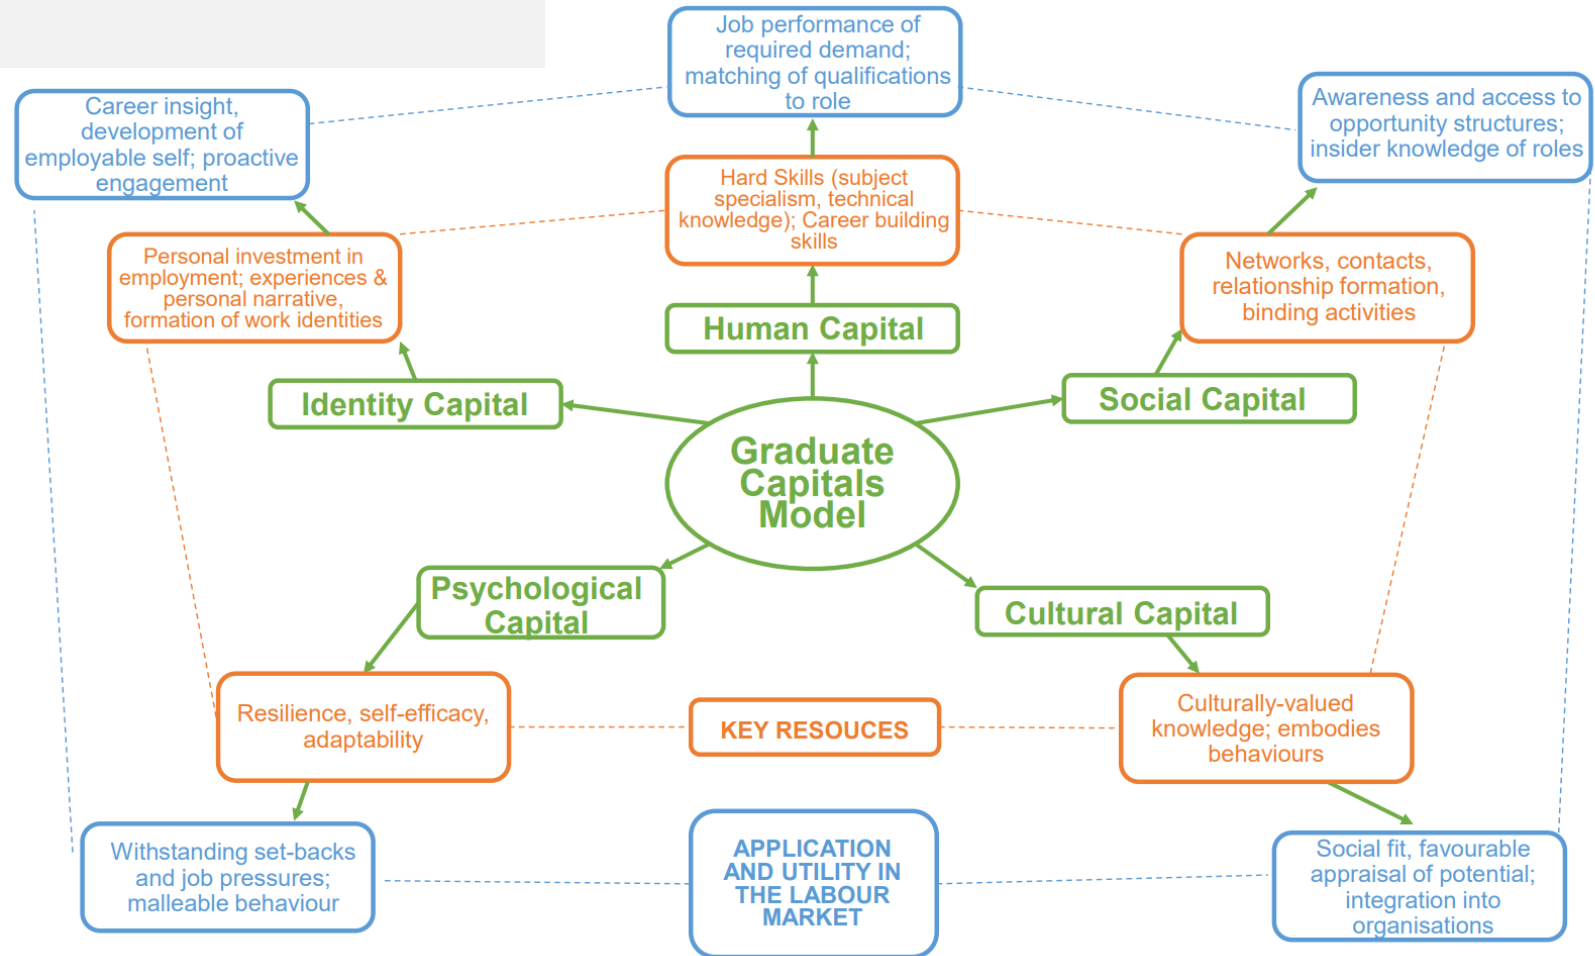 Job performance of
required demand;
matching of qualifications
to role
Career insight,
development of
employable self; proactive
engagement
Awareness and access to
opportunity structures;
insider knowledge of roles
Hard Skills (subject
specialism, technical
knowledge); Career building
skills
Personal investment in
employment; experiences &
personal narrative,
formation of work identities
Networks, contacts,
relationship formation,
binding activities
Human Capital
Identity Capital
Social Capital
Graduate
Capitals
Model
Psychological
Capital
Cultural Capital
Resilience, self-efficacy,
adaptability
KEY RESOUCES
Culturally-valued
knowledge; embodies
behaviours
Withstanding set-backs
and job pressures;
malleable behaviour
APPLICATION
AND UTILITY IN
THE LABOUR
MARKET
Social fit, favourable
appraisal of potential;
integration into
organisations